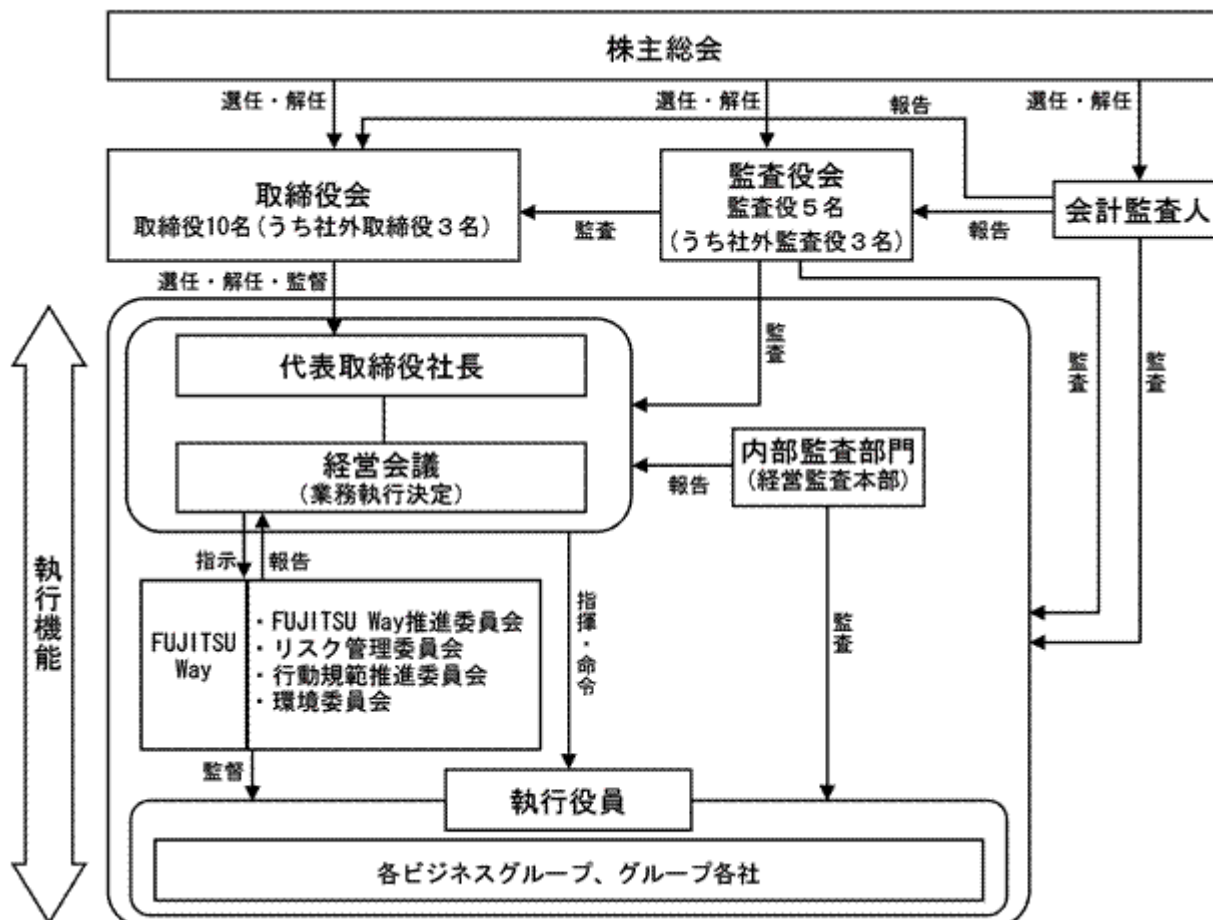 株主総会
選任・解任
選任・解任
報告
選任・解任
取締役会
取締役10名(うち社外取締役3名)
監査
監査役会
監査役5名
(うち社外監査役3名)
報告
会計監査人
選任・解任・監督
監査
監査
監査
代表取締役社長
経営会議
(業務執行決定)
報告
内部監査部門
(経営監査本部)
指示
報告
執行機能
FUJITSU
Way
・FUJITSU Way推進委員会
・リスク管理委員会
・行動規範推進委員会
・環境委員会
指揮・命令
監査
監督
執行役員
各ビジネスグループ、グループ各社